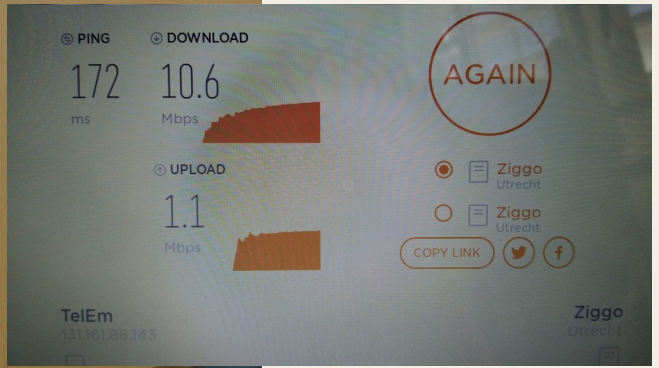 PING
DOWNLOAD
172
10.6
ms
Mbps
AGAIN
UPLOAD
1.1
Mbps
Ziggo
Utrecht
Ziggo
Utrecht
COPY LINK
TelEm
131.161.86.143
Ziggo
Utrecht